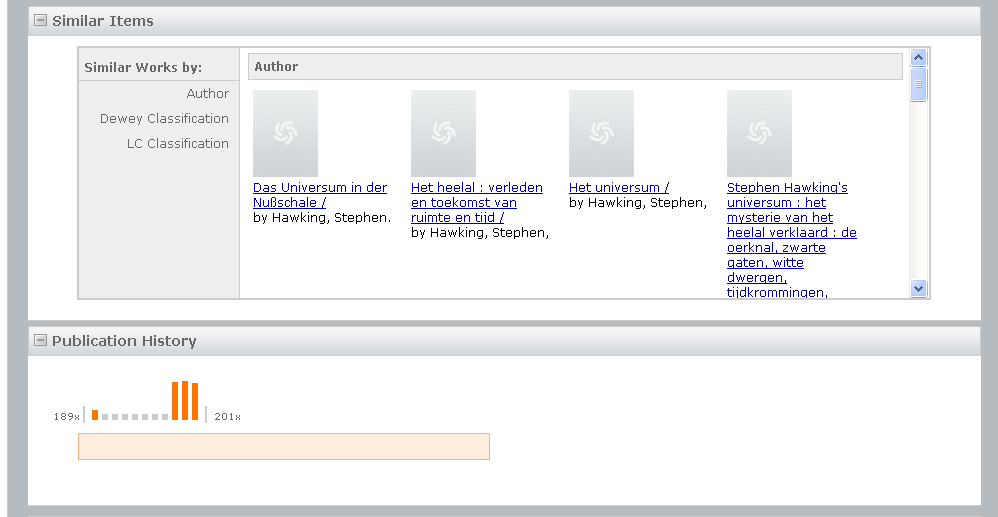 Similar Items
Similar Works by:
Author
Dewey Classification
LC Classification
Author
Das Universum in der
Nußschale /
by Hawking, Stephen.
Het heelal : verleden
en toekomst van
ruimte en tijd /
by Hawking, Stephen,
Het universum /
by Hawking, Stephen,
Stephen Hawking's
universum : het
mysterie van het
heelal verklaard : de
oerknal, zwarte
gaten, witte
dwergen,
tijdkrommingen,
Publication History
189x
201x